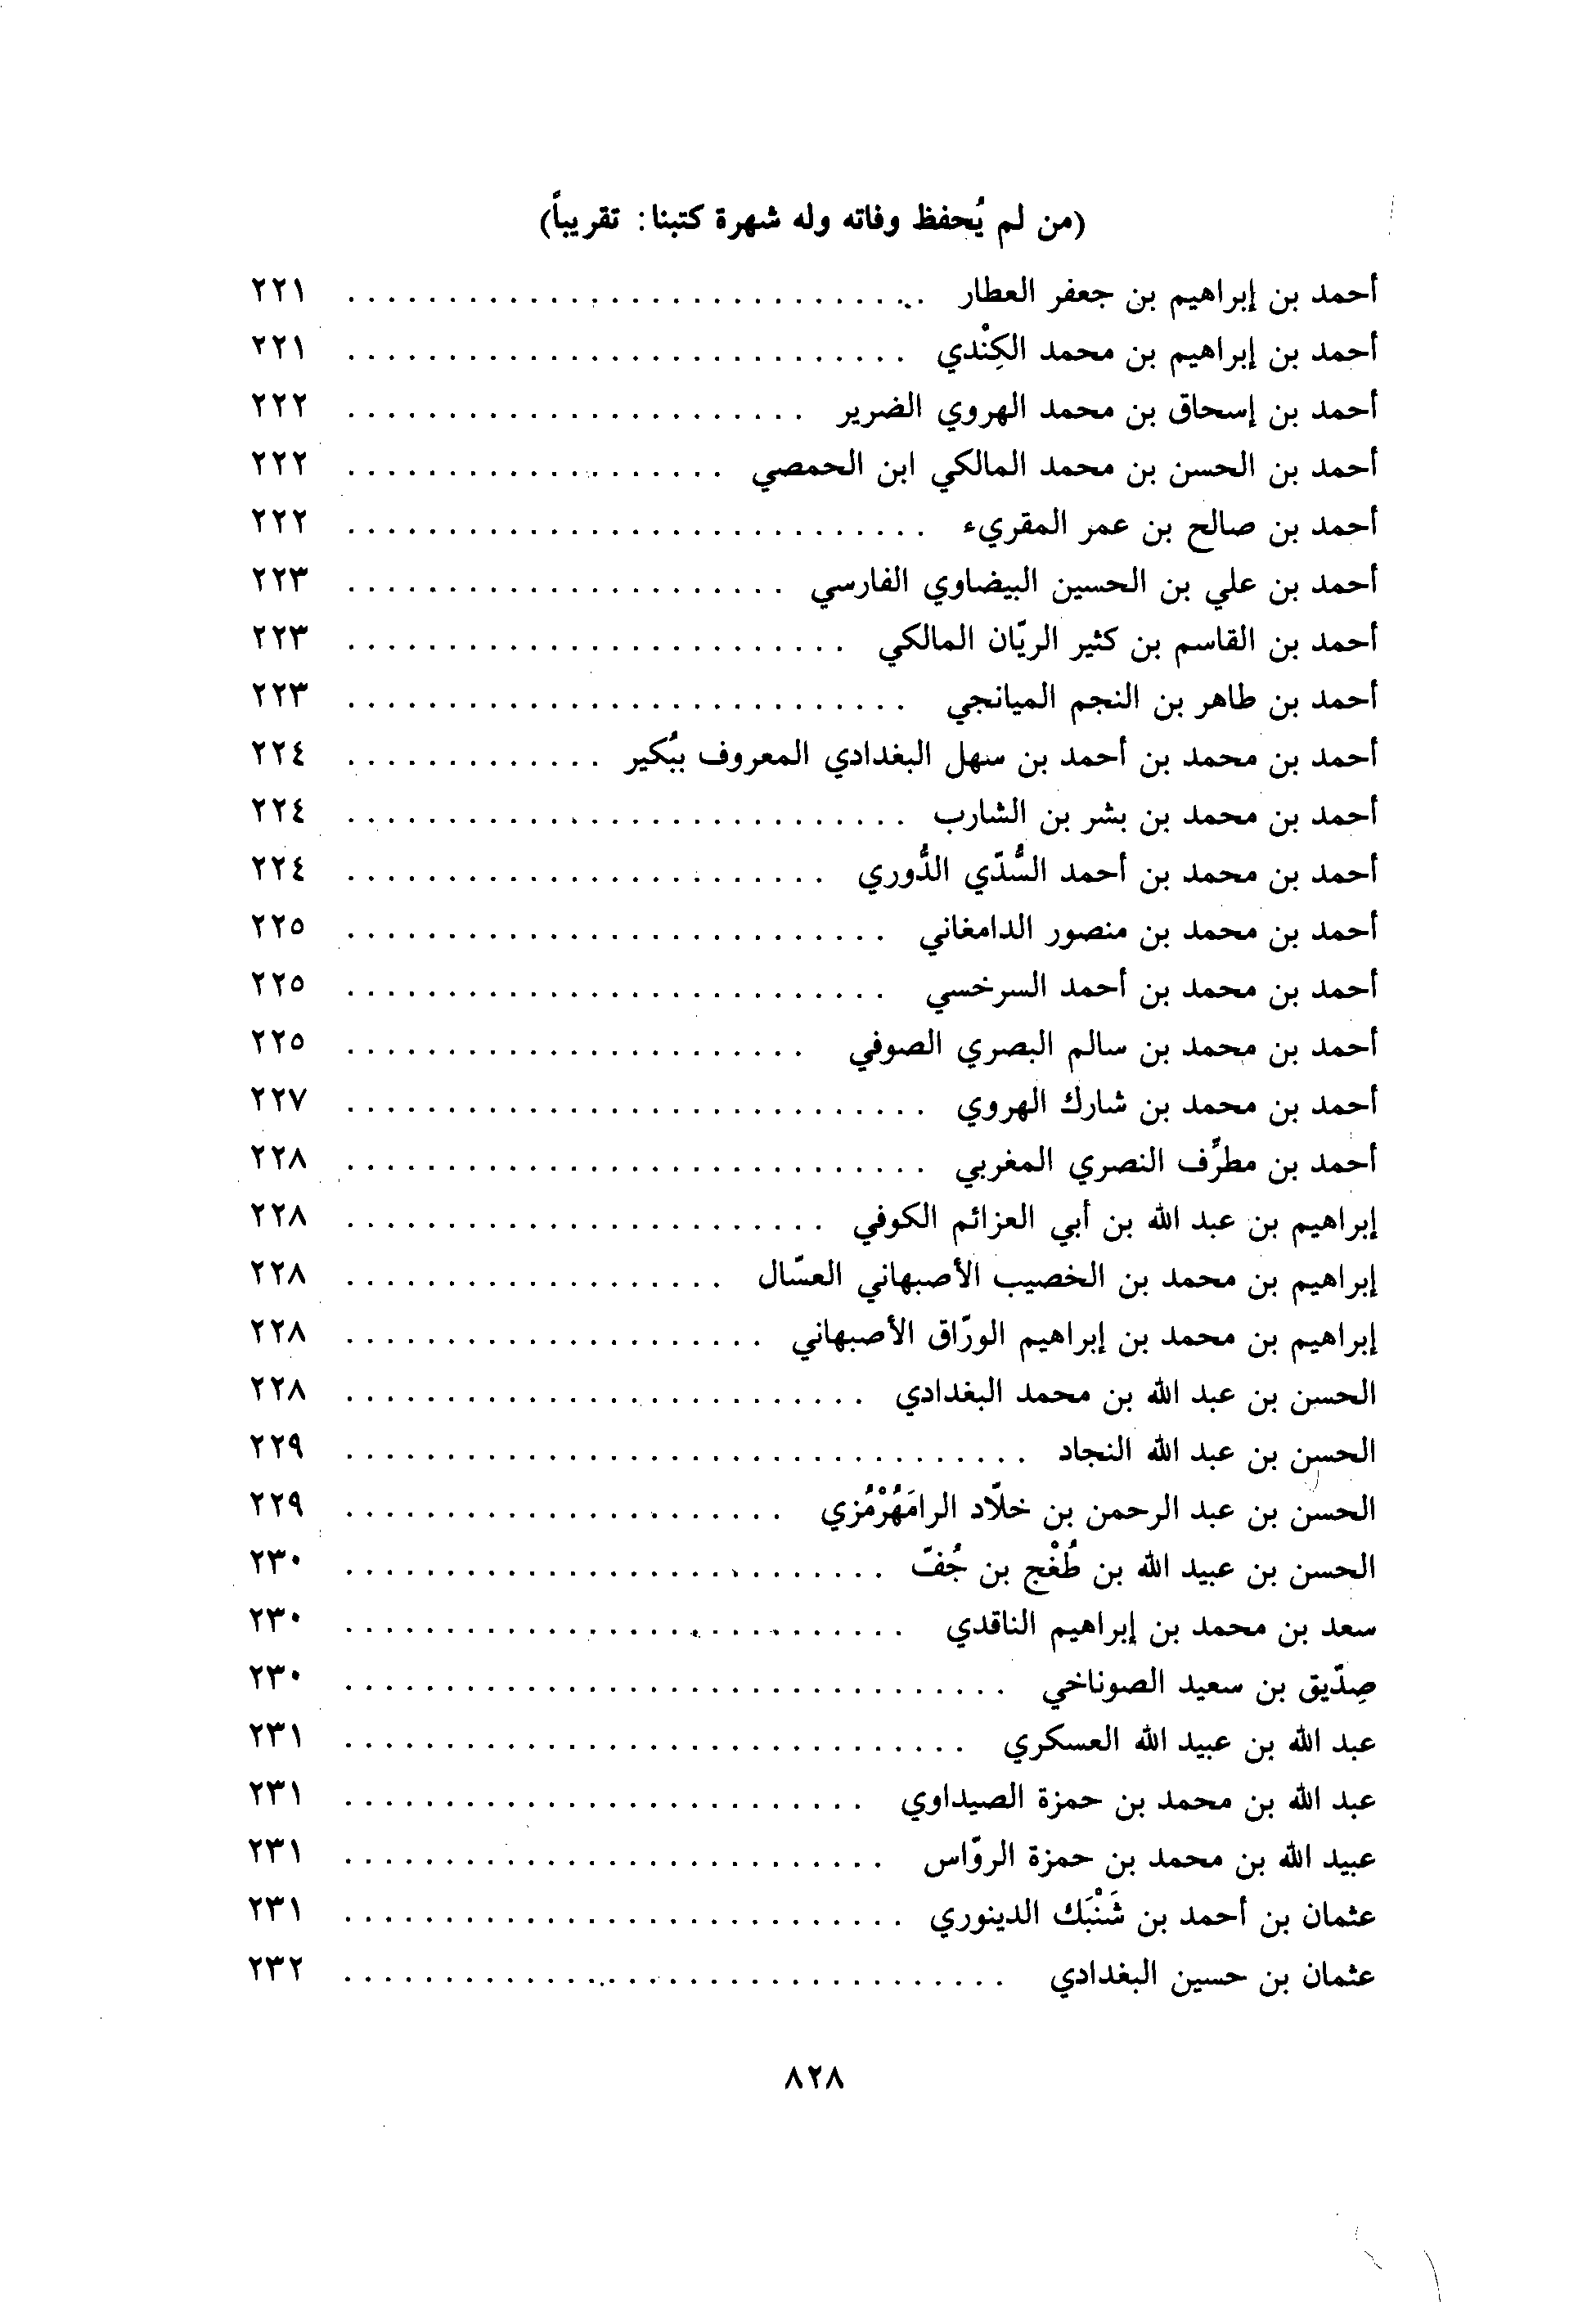 (من لم يُحفظ وفاته وله شهرة كتبنا: تقريباً)
أحمد بن إبراهيم بن جعفر العطار ............................ ٢٢١
أحمد بن إبراهيم بن محمد الكِنْدي ............................ ٢٢١
أحمد بن إسحاق بن محمد الهروي الضرير ....................... ٢٢٢
أحمد بن الحسن بن محمد المالكي ابن الحمصي ................... ٢٢٢
أحمد بن صالح بن عمر المقريء ............................. ٢٢٢
أحمد بن علي بن الحسين البيضاوي الفارسي ...................... ٢٢٣
أحمد بن القاسم بن كثير الريّان المالكي ......................... ٢٢٣
أحمد بن طاهر بن النجم الميانجي ............................ ٢٢٣
أحمد بن محمد بن أحمد بن سهل البغدادي المعروف ببُكير ............. ٢٢٤
أحمد بن محمد بن بشر بن الشارب ............................ ٢٢٤
أحمد بن محمد بن أحمد السُّدّي الدُّوري ........................ ٢٢٤
أحمد بن محمد بن منصور الدامغاني ........................... ٢٢٥
أحمد بن محمد بن أحمد السرخسي ........................... ٢٢٥
أحمد بن محمد بن سالم البصري الصوفي ....................... ٢٢٥
أحمد بن محمد بن شارك الهروي ............................. ٢٢٧
أحمد بن مطرِّف النصري المغربي ............................. ٢٢٨
إبراهيم بن عبد الله بن أبي العزائم الكوفي ........................ ٢٢٨
إبراهيم بن محمد بن الخصيب الأصبهاني العسّال ................... ٢٢٨
إبراهيم بن محمد بن إبراهيم الورّاق الأصبهاني ..................... ٢٢٨
الحسن بن عبد الله بن محمد البغدادي .......................... ٢٢٨
الحسن بن عبد الله النجاد .................................. ٢٢٩
الحسن بن عبد الرحمن بن خلّاد الرامَهُرْمُزي ...................... ٢٢٩
الحسن بن عبيد الله بن طُغْج بن جُفّ ........................... ٢٣٠
سعد بن محمد بن إبراهيم الناقدي ............................ ٢٣٠
صِدّيق بن سعيد الصوناخي ................................. ٢٣٠
عبد الله بن عبيد الله العسكري ............................... ٢٣١
عبد الله بن محمد بن حمزة الصيداوي .......................... ٢٣١
عبيد الله بن محمد بن حمزة الروّاس ........................... ٢٣١
عثمان بن أحمد بن شَنْبَك الدينوري ............................ ٢٣١
عثمان بن حسين البغدادي ................................. ٢٣٢
٨٢٨